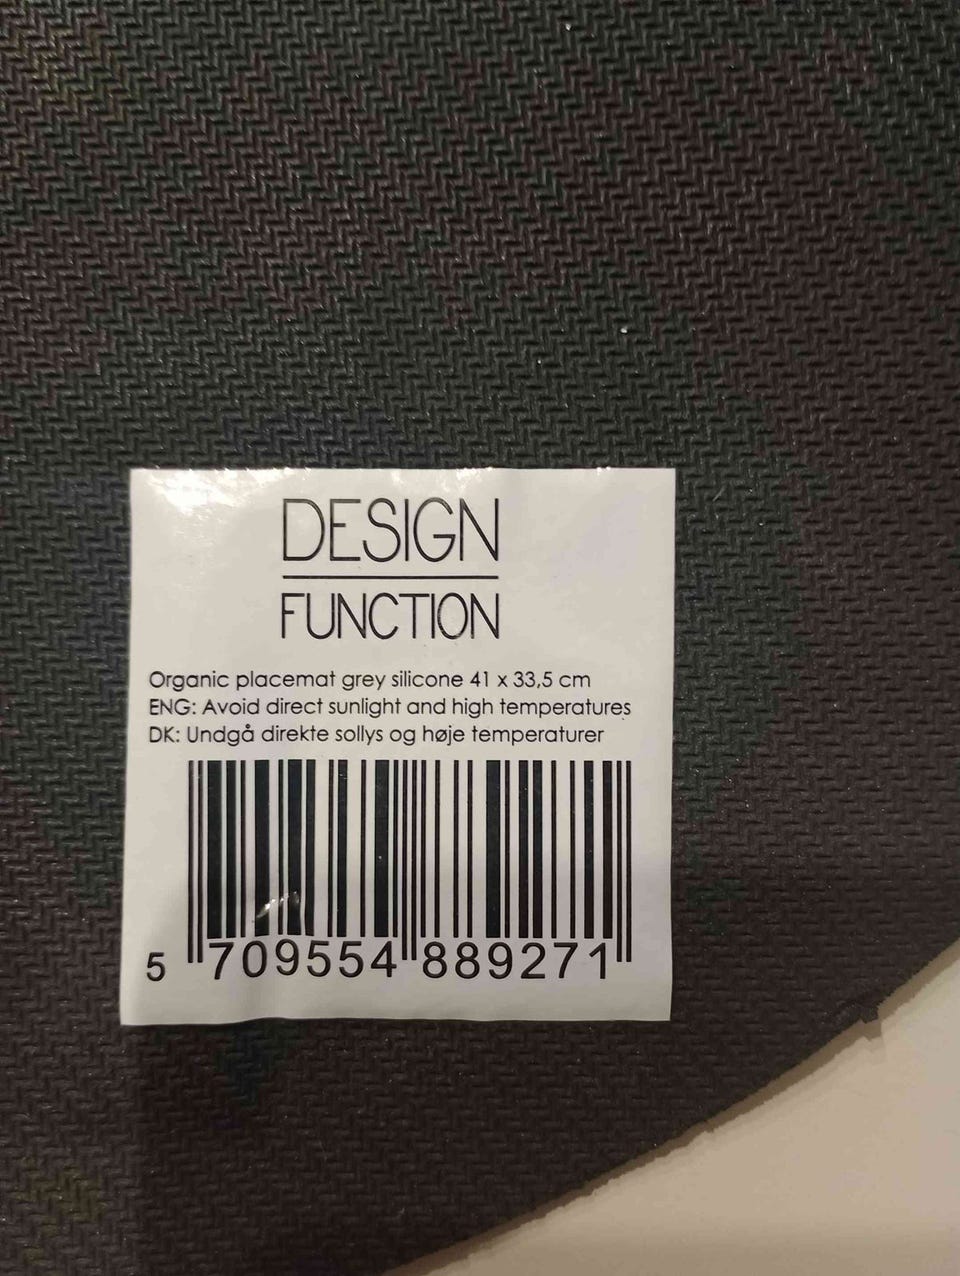 DESIGN
FUNCTION
Organic placemat grey silicone 41 x 33,5 cm
ENG: Avoid direct sunlight and high temperatures
DK: Undgå direkte sollys og høje temperaturer
5 709554 889271